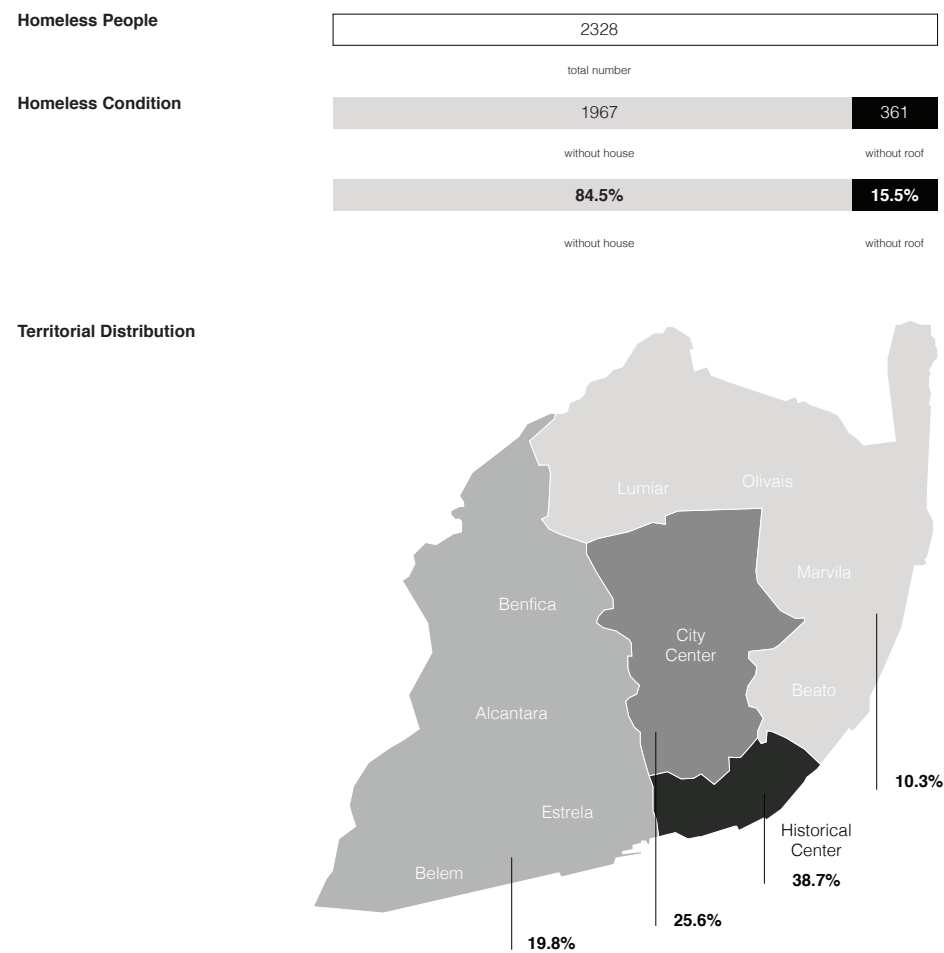 Homeless People
2328
total number
Homeless Condition
1967
361
without house
without roof
84.5%
15.5%
without house
without roof
Territorial Distribution
Lumiar
Olivais
Marvila
Benfica
City
Center
Beato
Alcantara
10.3%
Estrela
Historical
Center
Belem
38.7%
25.6%
19.8%